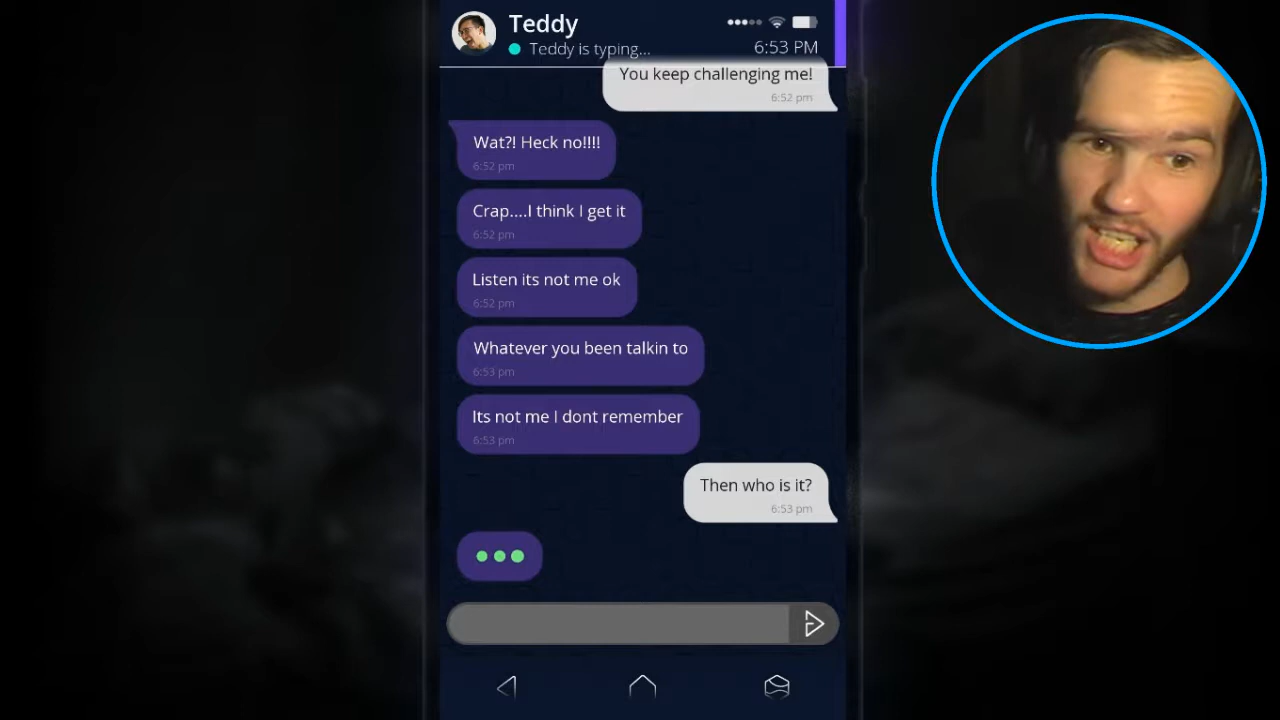 Teddy
Teddy is typing...
6:53 PM
You keep challenging me!
6:52 pm
Wat?! Heck no!!!!
6:52 pm
Crap....I think I get it
6:52 pm
Listen its not me ok
6:52 pm
Whatever you been talkin to
6:53 pm
Its not me I dont remember
6:53 pm
Then who is it?
6:53 pm